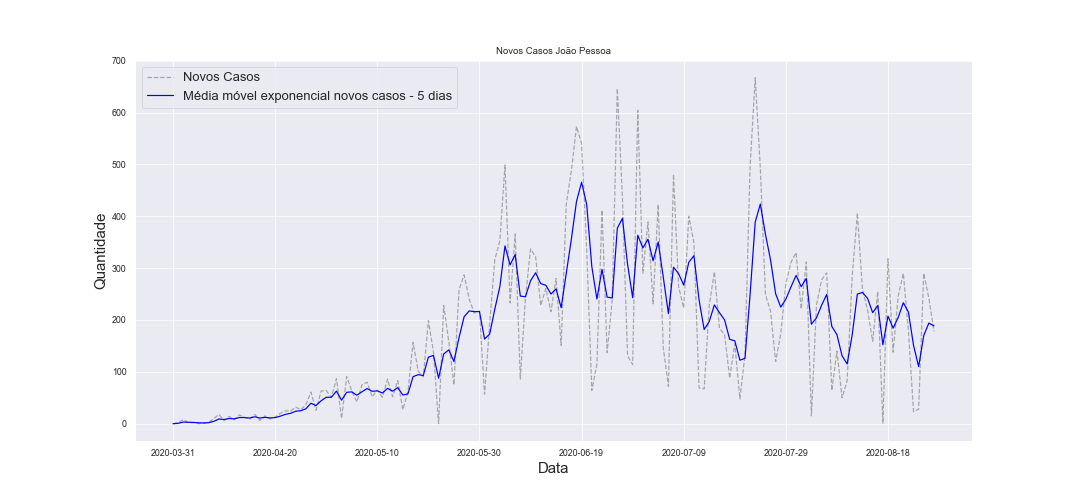 Novos Casos João Pessoa
700
Novos Casos
Média móvel exponencial novos casos - 5 dias
600
500
400
300
200
100
0
Quantidade
2020-03-31 2020-04-20 2020-05-10 2020-05-30 2020-06-19 2020-07-09 2020-07-29 2020-08-18
Data